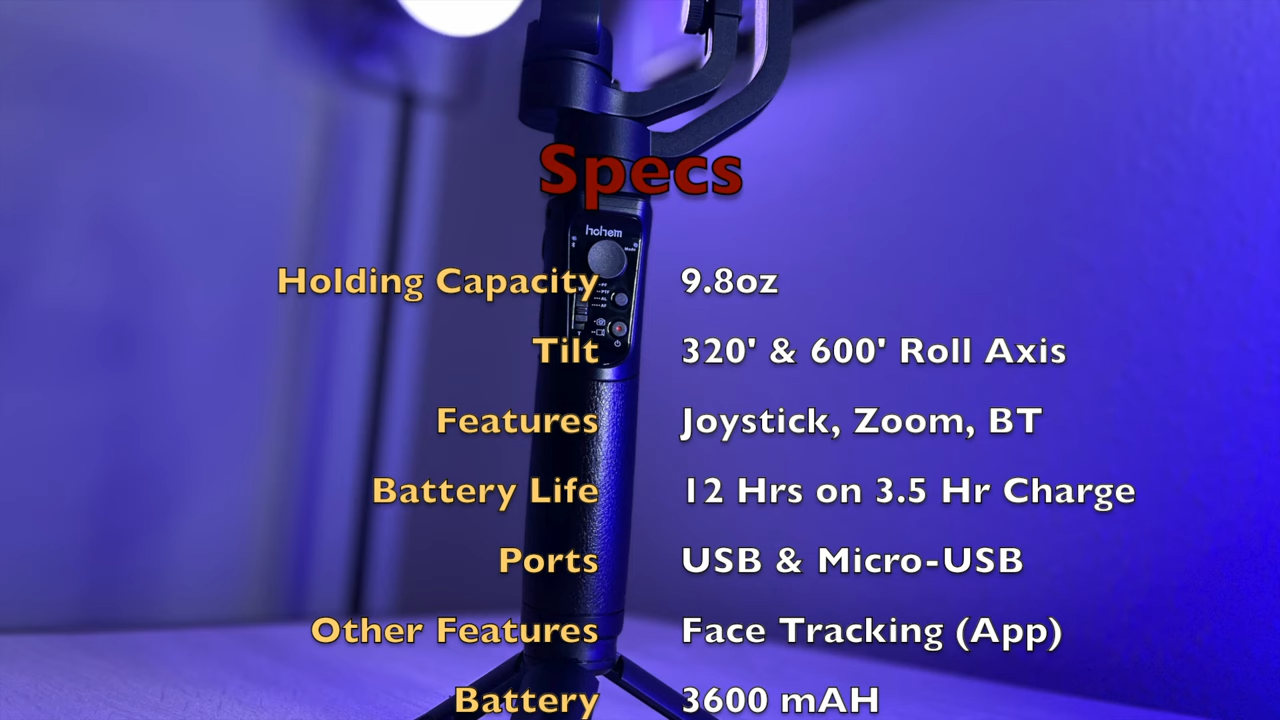 Specs
hohem
Holding Capacity 9.8oz
Tilt 320' & 600' Roll Axis
Features Joystick, Zoom, BT
Battery Life 12 Hrs on 3.5 Hr Charge
Ports USB & Micro-USB
Other Features Face Tracking (App)
Battery 3600 mAH